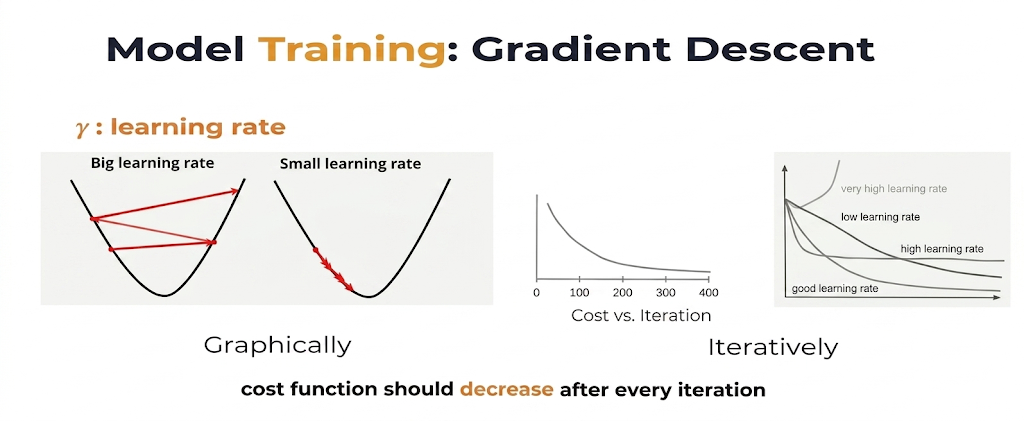 Model Training: Gradient Descent
γ : learning rate
Big learning rate
Small learning rate
very high learning rate
low learning rate
high learning rate
good learning rate
0 100 200 300 400
Cost vs. Iteration
Graphically
Iteratively
cost function should decrease after every iteration